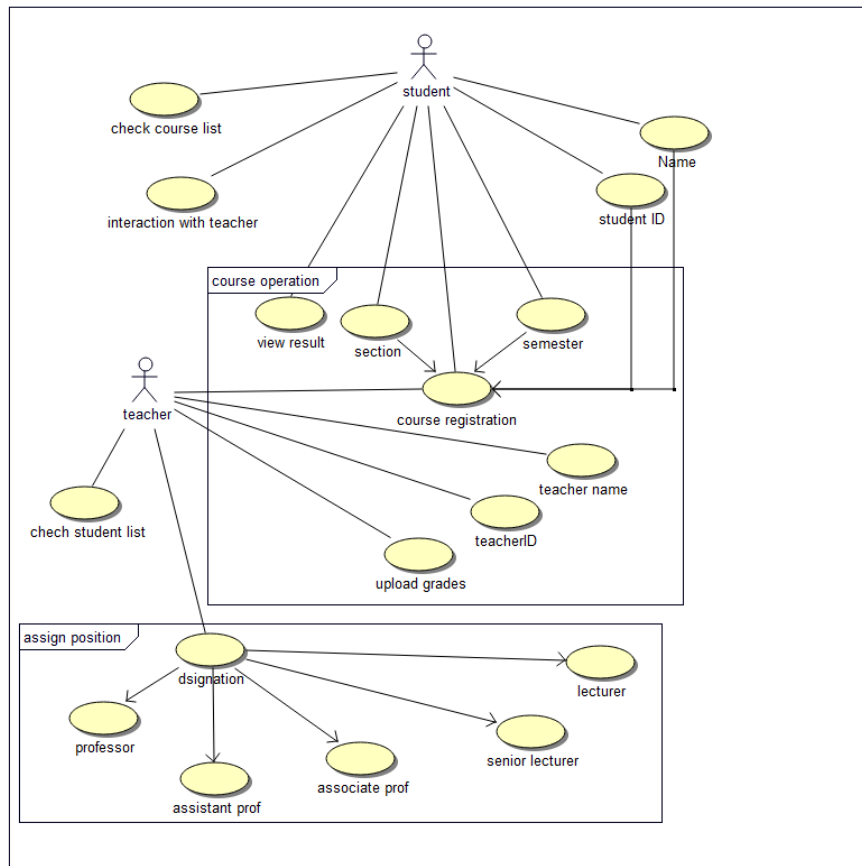 student
check course list
Name
interaction with teacher
student ID
course operation
view result
section
semester
teacher
course registration
teacher name
chech student list
teacherID
upload grades
assign position
dsignation
lecturer
professor
senior lecturer
associate prof
assistant prof